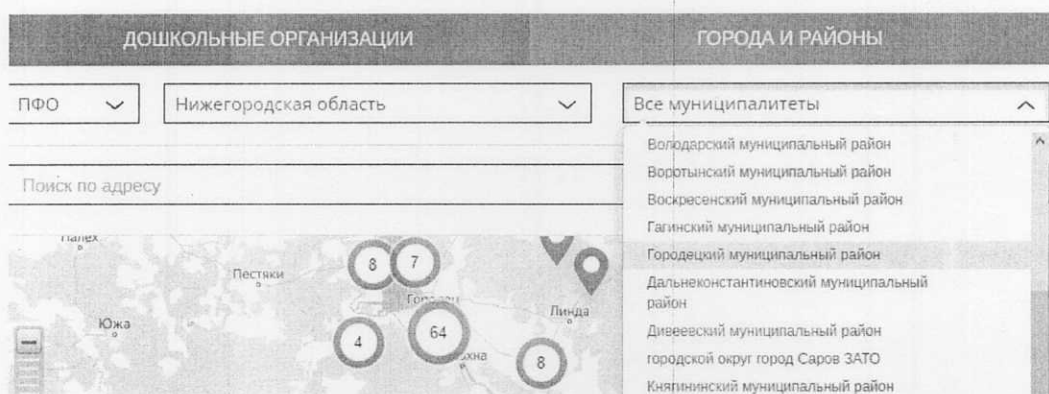 ДОШКОЛЬНЫЕ ОРГАНИЗАЦИИ
ГОРОДА И РАЙОНЫ
ПФО
Нижегородская область
Все муниципалитеты
Володарский муниципальный район
Воротынский муниципальный район
Воскресенский муниципальный район
Гагинский муниципальный район
Городецкий муниципальный район
Дальнеконстантиновский муниципальный
район
Дивеевский муниципальный район
городской округ город Саров ЗАТО
Княгининский муниципальный район
Поиск по адресу
Палех
Пестяки
8
7
Городец
Линда
Южа
4
64
8